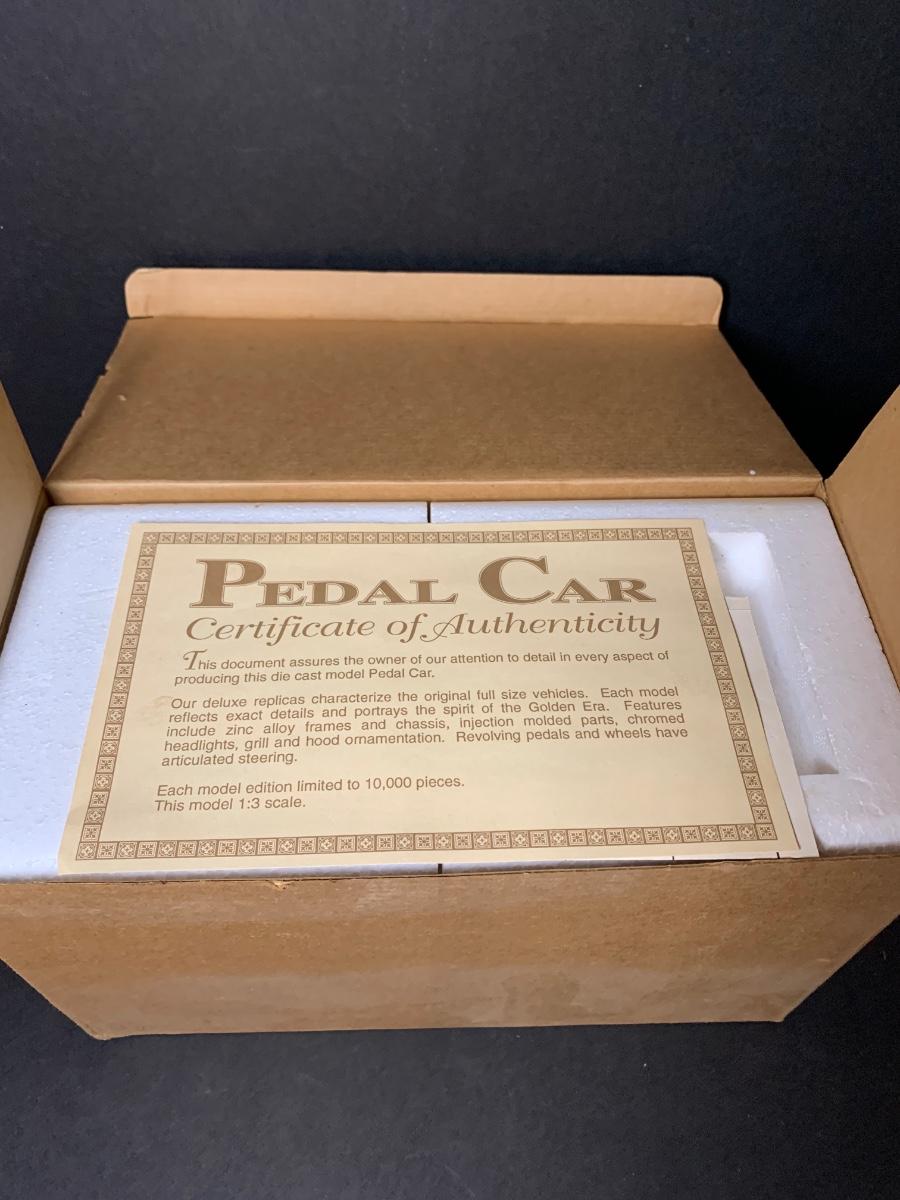 PEDAL CAR
Certificate of Authenticity
This document assures the owner of our attention to detail in every aspect of
producing this die cast model Pedal Car.
Our deluxe replicas characterize the original full size vehicles. Each model
reflects exact details and portrays the spirit of the Golden Era. Features
include zinc alloy frames and chassis, injection molded parts, chromed
headlights, grill and hood ornamentation. Revolving pedals and wheels have
articulated steering.
Each model edition limited to 10,000 pieces.
This model 1:3 scale.